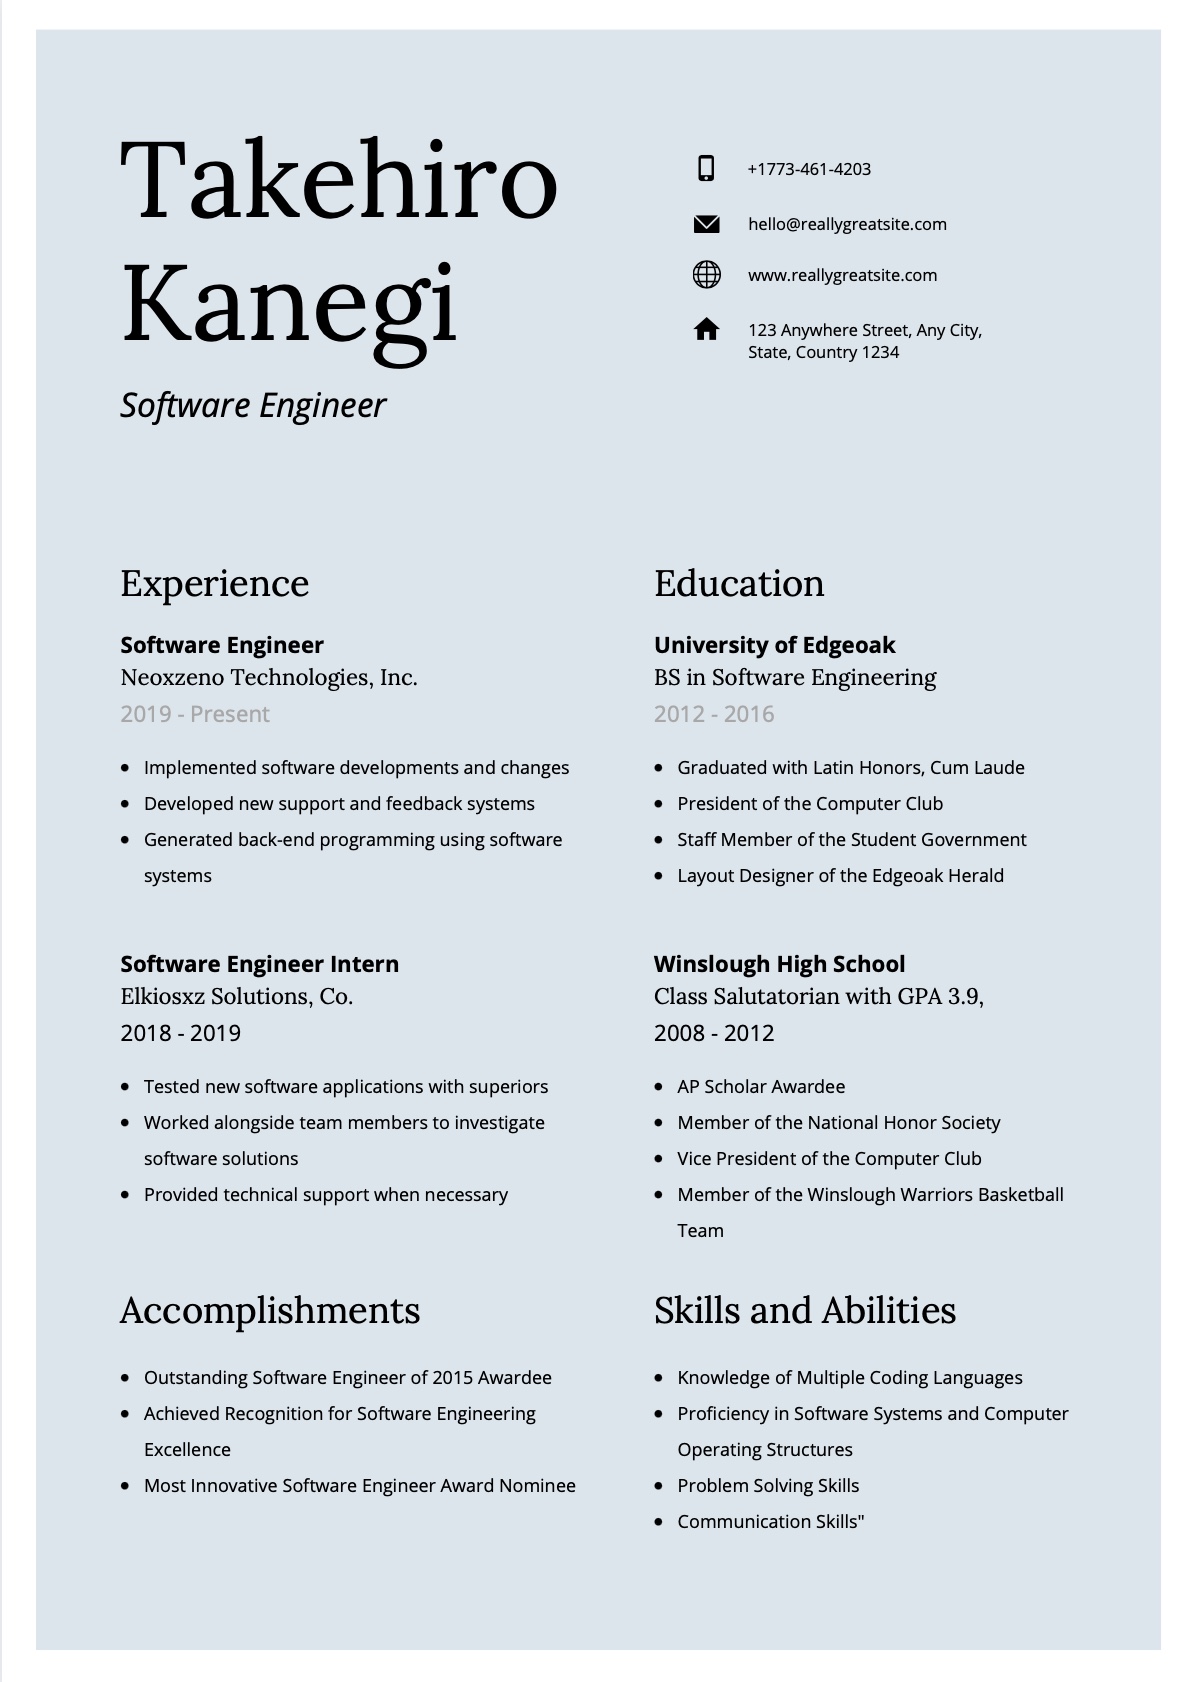 Takehiro
Kanegi
Software Engineer
+1773-461-4203
hello@reallygreatsite.com
www.reallygreatsite.com
123 Anywhere Street, Any City,
State, Country 1234
Experience
Software Engineer
Neoxzeno Technologies, Inc.
2019 - Present
• Implemented software developments and changes
• Developed new support and feedback systems
• Generated back-end programming using software
systems
Software Engineer Intern
Elkiosxz Solutions, Co.
2018 - 2019
• Tested new software applications with superiors
• Worked alongside team members to investigate
software solutions
• Provided technical support when necessary
Accomplishments
• Outstanding Software Engineer of 2015 Awardee
• Achieved Recognition for Software Engineering
Excellence
• Most Innovative Software Engineer Award Nominee
Education
University of Edgeoak
BS in Software Engineering
2012 - 2016
• Graduated with Latin Honors, Cum Laude
• President of the Computer Club
• Staff Member of the Student Government
• Layout Designer of the Edgeoak Herald
Winslough High School
Class Salutatorian with GPA 3.9,
2008 - 2012
• AP Scholar Awardee
• Member of the National Honor Society
• Vice President of the Computer Club
• Member of the Winslough Warriors Basketball
Team
Skills and Abilities
• Knowledge of Multiple Coding Languages
• Proficiency in Software Systems and Computer
Operating Structures
• Problem Solving Skills
• Communication Skills"